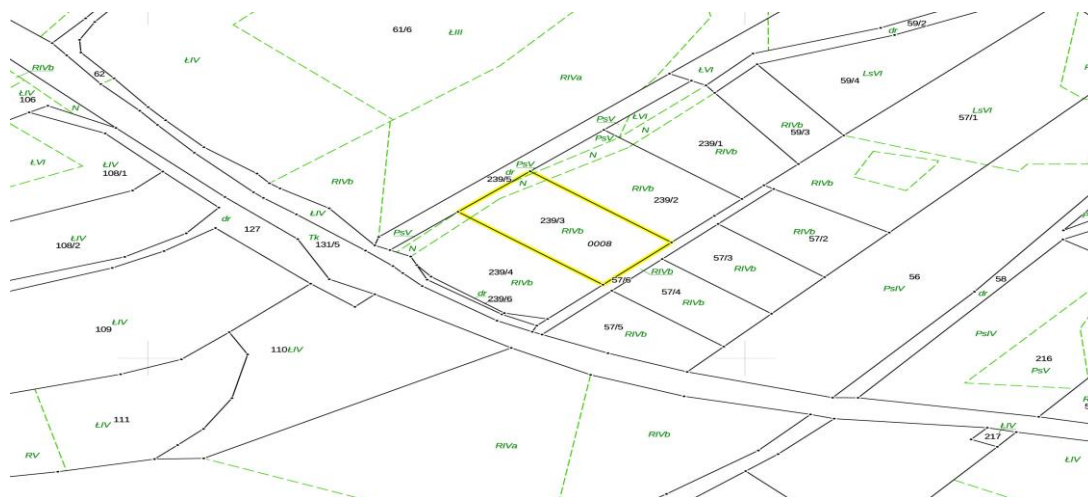 59/2
dr
61/6
ŁIII
ŁIV
RIVb
62
ŁVI
LsVI
59/4
RIVa
ŁIV
106
N
PsV
ŁVI
LsVI
57/1
PsV
N
RIVb
59/3
239/1
RIVb
ŁVI
ŁIV
108/1
PsV
dr
239/5
N
RIVb
RIVb
RIVb
239/2
ŁIV
dr
127
239/3
RIVb
0008
PsV
N
Tk
131/5
ŁIV
108/2
RIVb
57/2
57/3
RIVb
239/4
RIVb
RIVb
57/6
56
PsIV
58
dr
57/4
RIVb
dr
239/6
109
ŁIV
57/5
RIVb
PsIV
110
ŁIV
216
PsV
ŁIV
111
RV
RIVa
RIVb
ŁIV
217
ŁIV